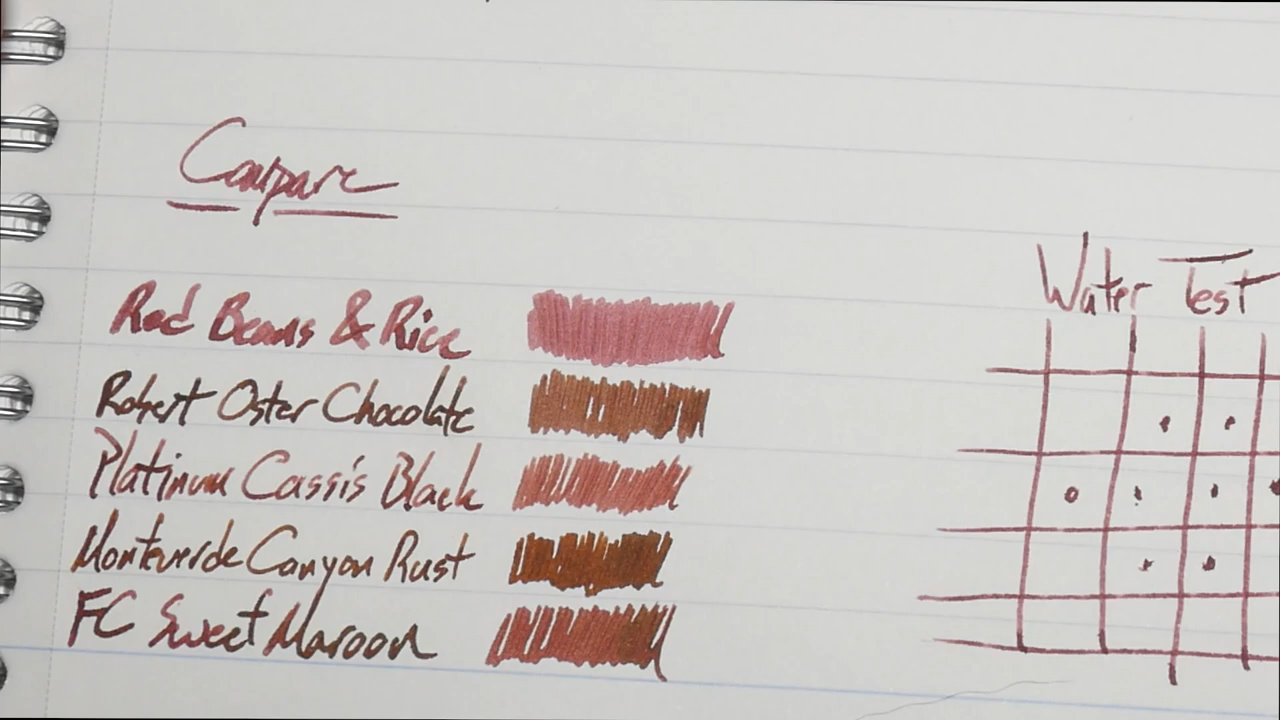 Compare
Red Beans & Rice
Robert Oster Chocolate
Platinum Cassis Black
Monteverde Canyon Rust
FC Sweet Maroon
Water Test